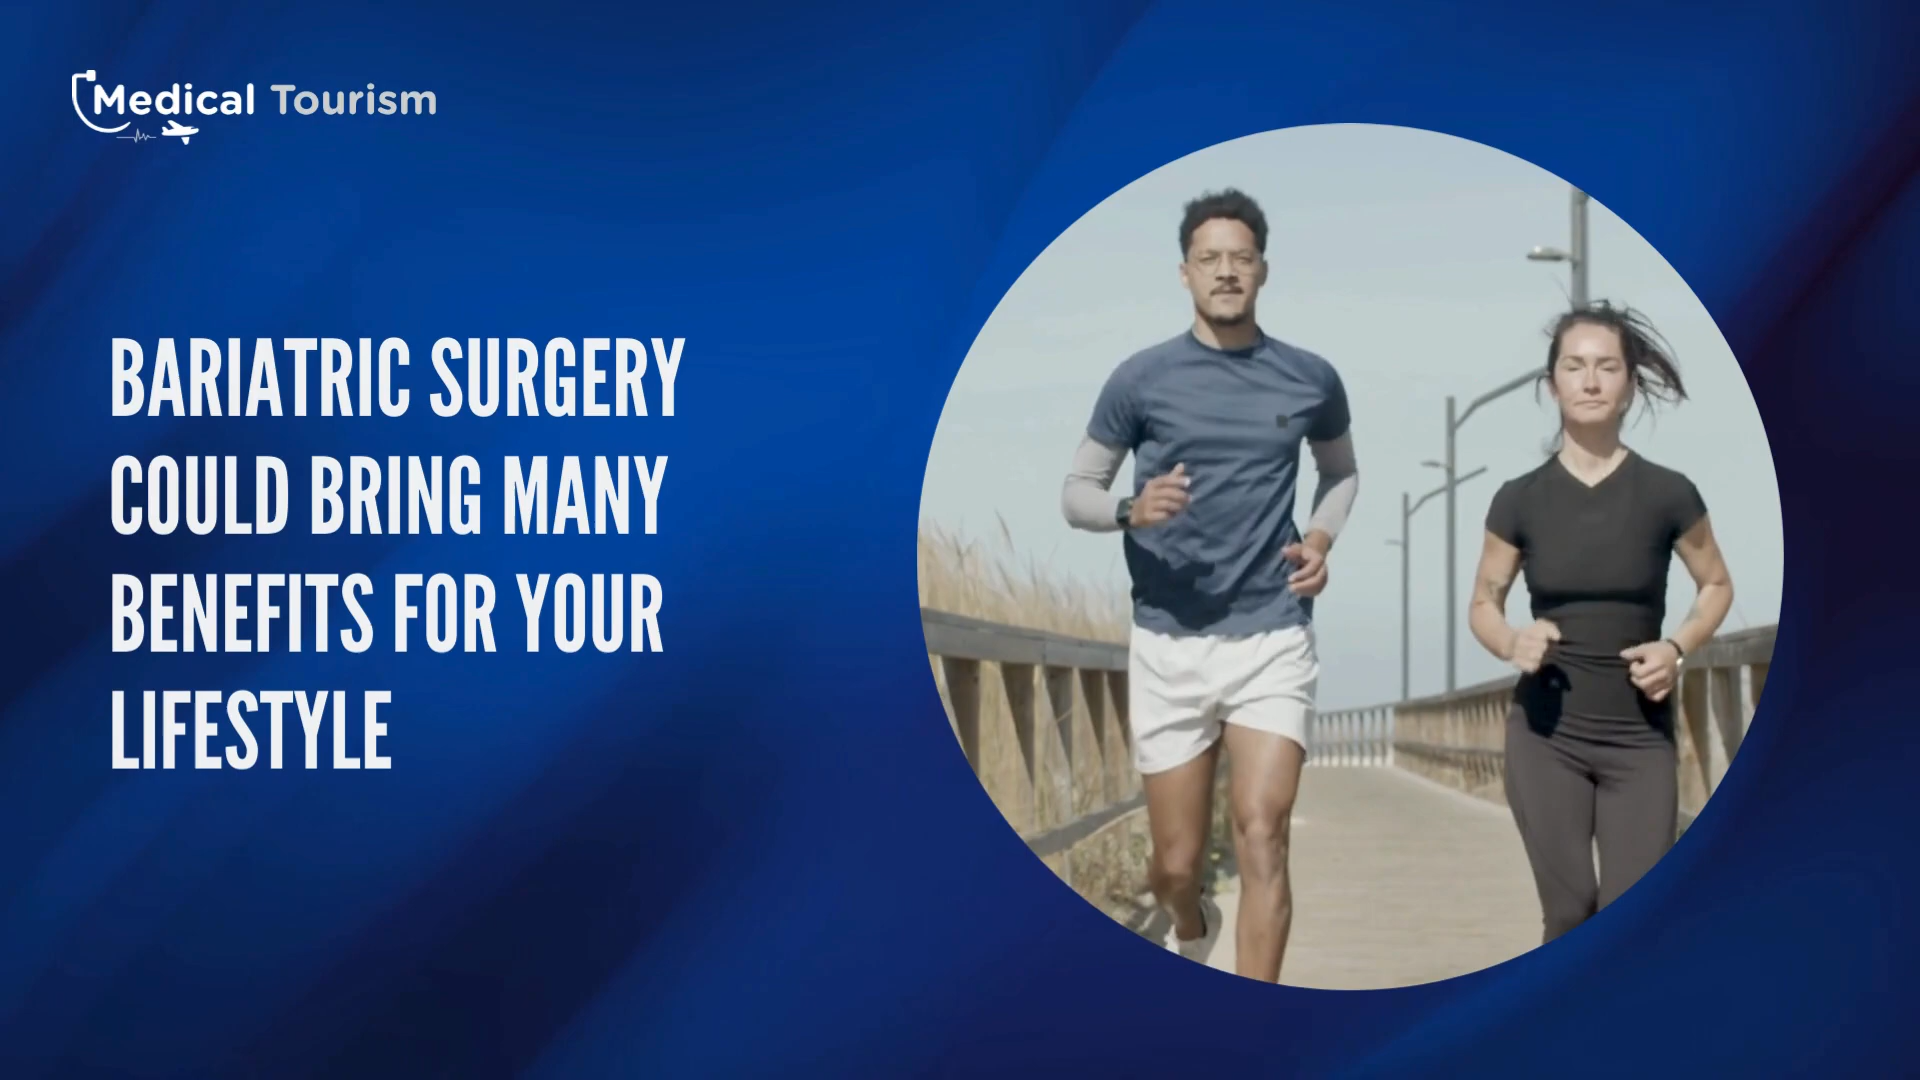 Medical Tourism
BARIATRIC SURGERY
COULD BRING MANY
BENEFITS FOR YOUR
LIFESTYLE